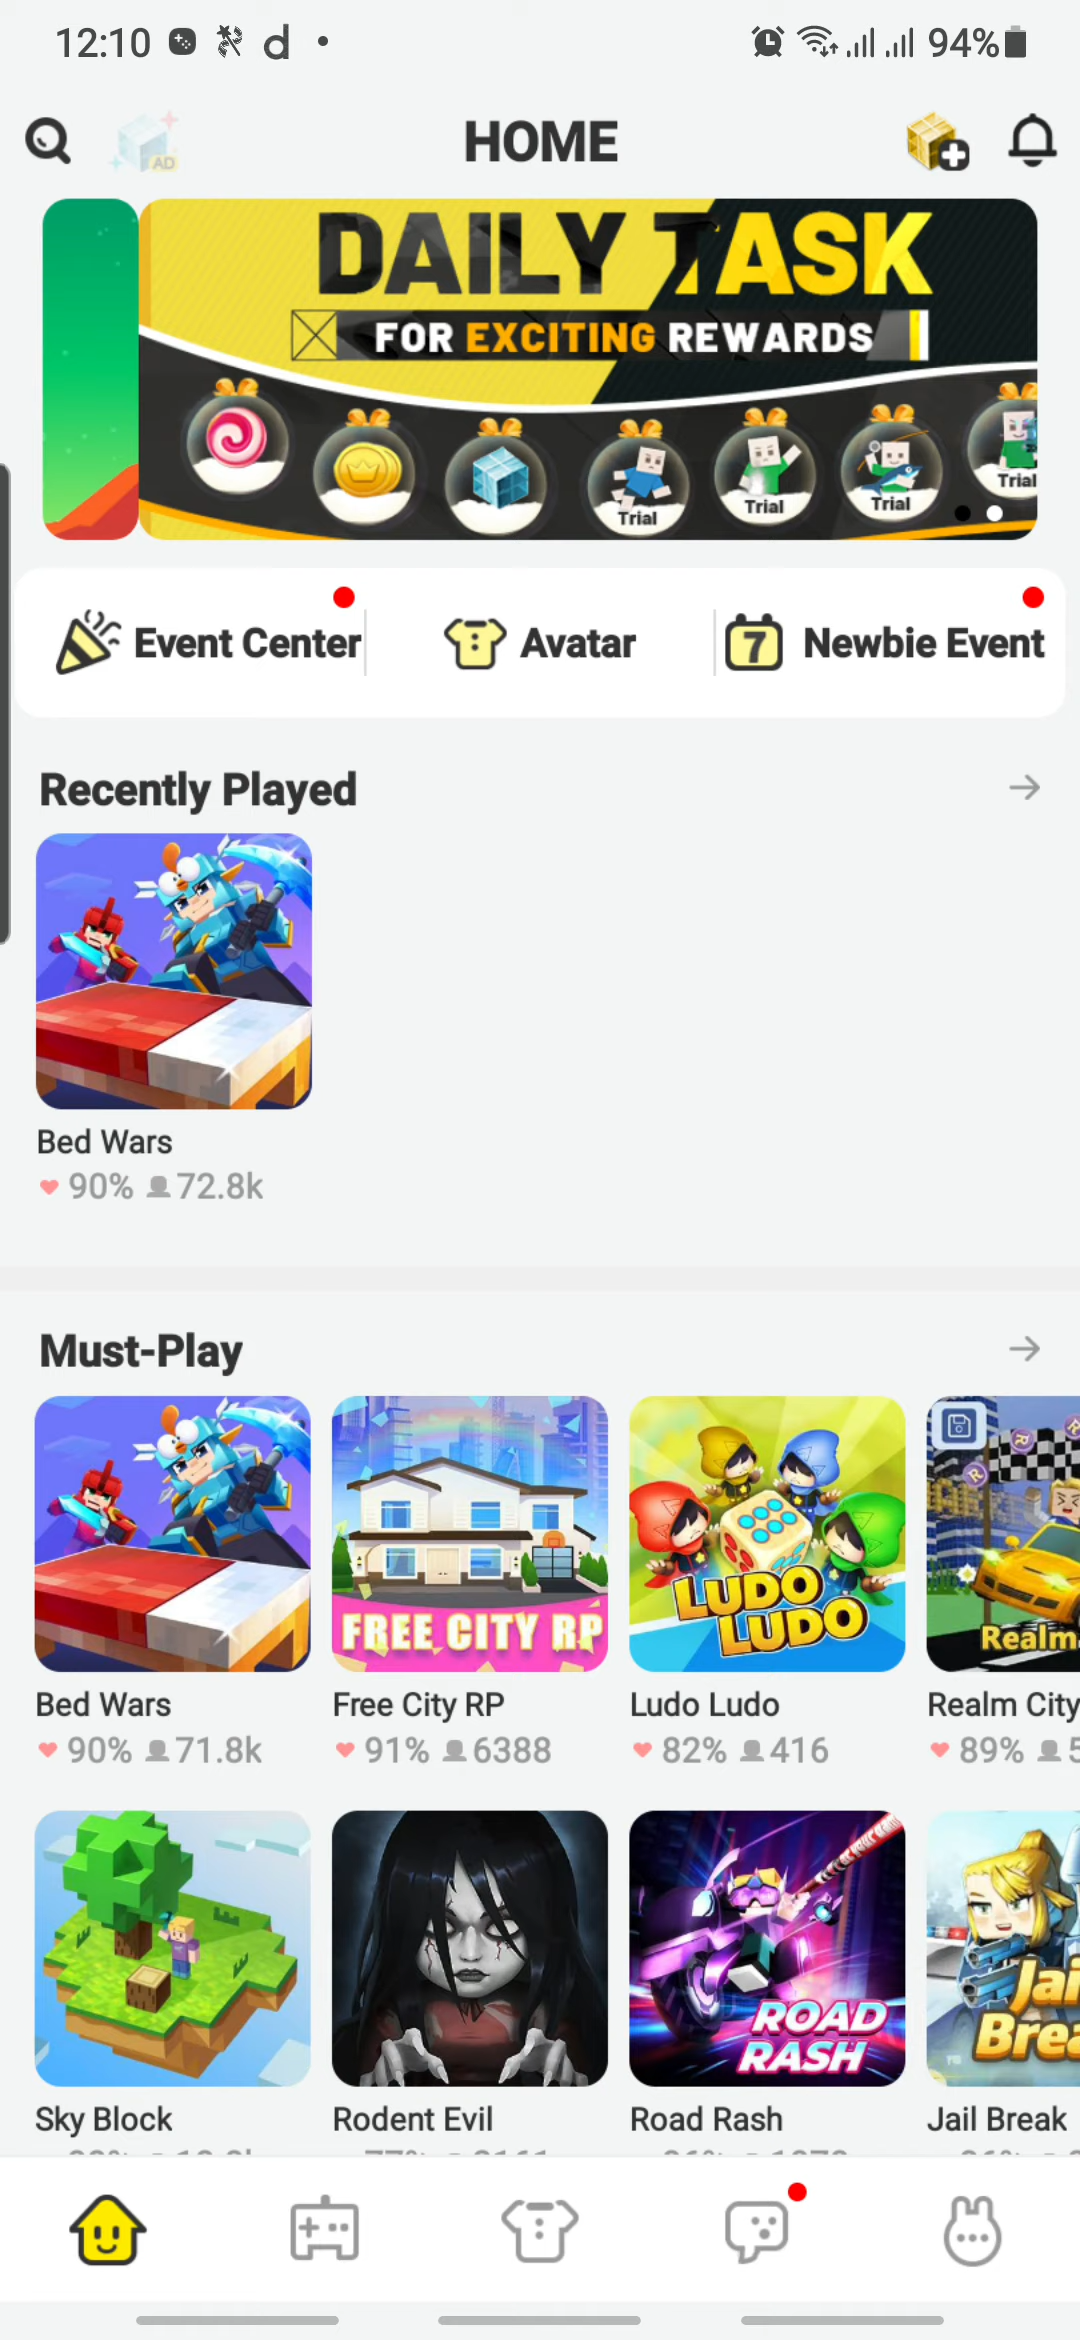 12:10 d 94%
AD HOME
DAILY TASK
FOR EXCITING REWARDS
Trial Trial Trial Trial
Event Center Avatar 7 Newbie Event
Recently Played
Bed Wars
90% 72.8k
Must-Play
FREE CITY RP
LUDO
LUDO
Realm
Bed Wars Free City RP Ludo Ludo Realm City
90% 71.8k 91% 6388 82% 416 89% 5
ROAD
RASH
Jai
Brea
Sky Block Rodent Evil Road Rash Jail Break